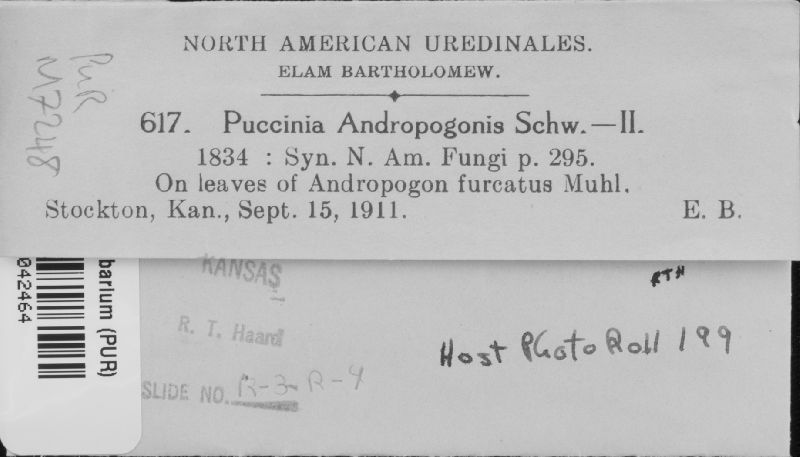 NORTH AMERICAN UREDINALES.
ELAM BARTHOLOMEW.
617. Puccinia Andropogonis Schw.—II.
1834 : Syn. N. Am. Fungi p. 295.
On leaves of Andropogon furcatus Muhl.
Stockton, Kan., Sept. 15, 1911. E. B.
PUR
N7248
042464
barium (PUR)
KANSAS
R. T. Haard
SLIDE NO. R-3-R-4
RTH
Host Photo Roll 199